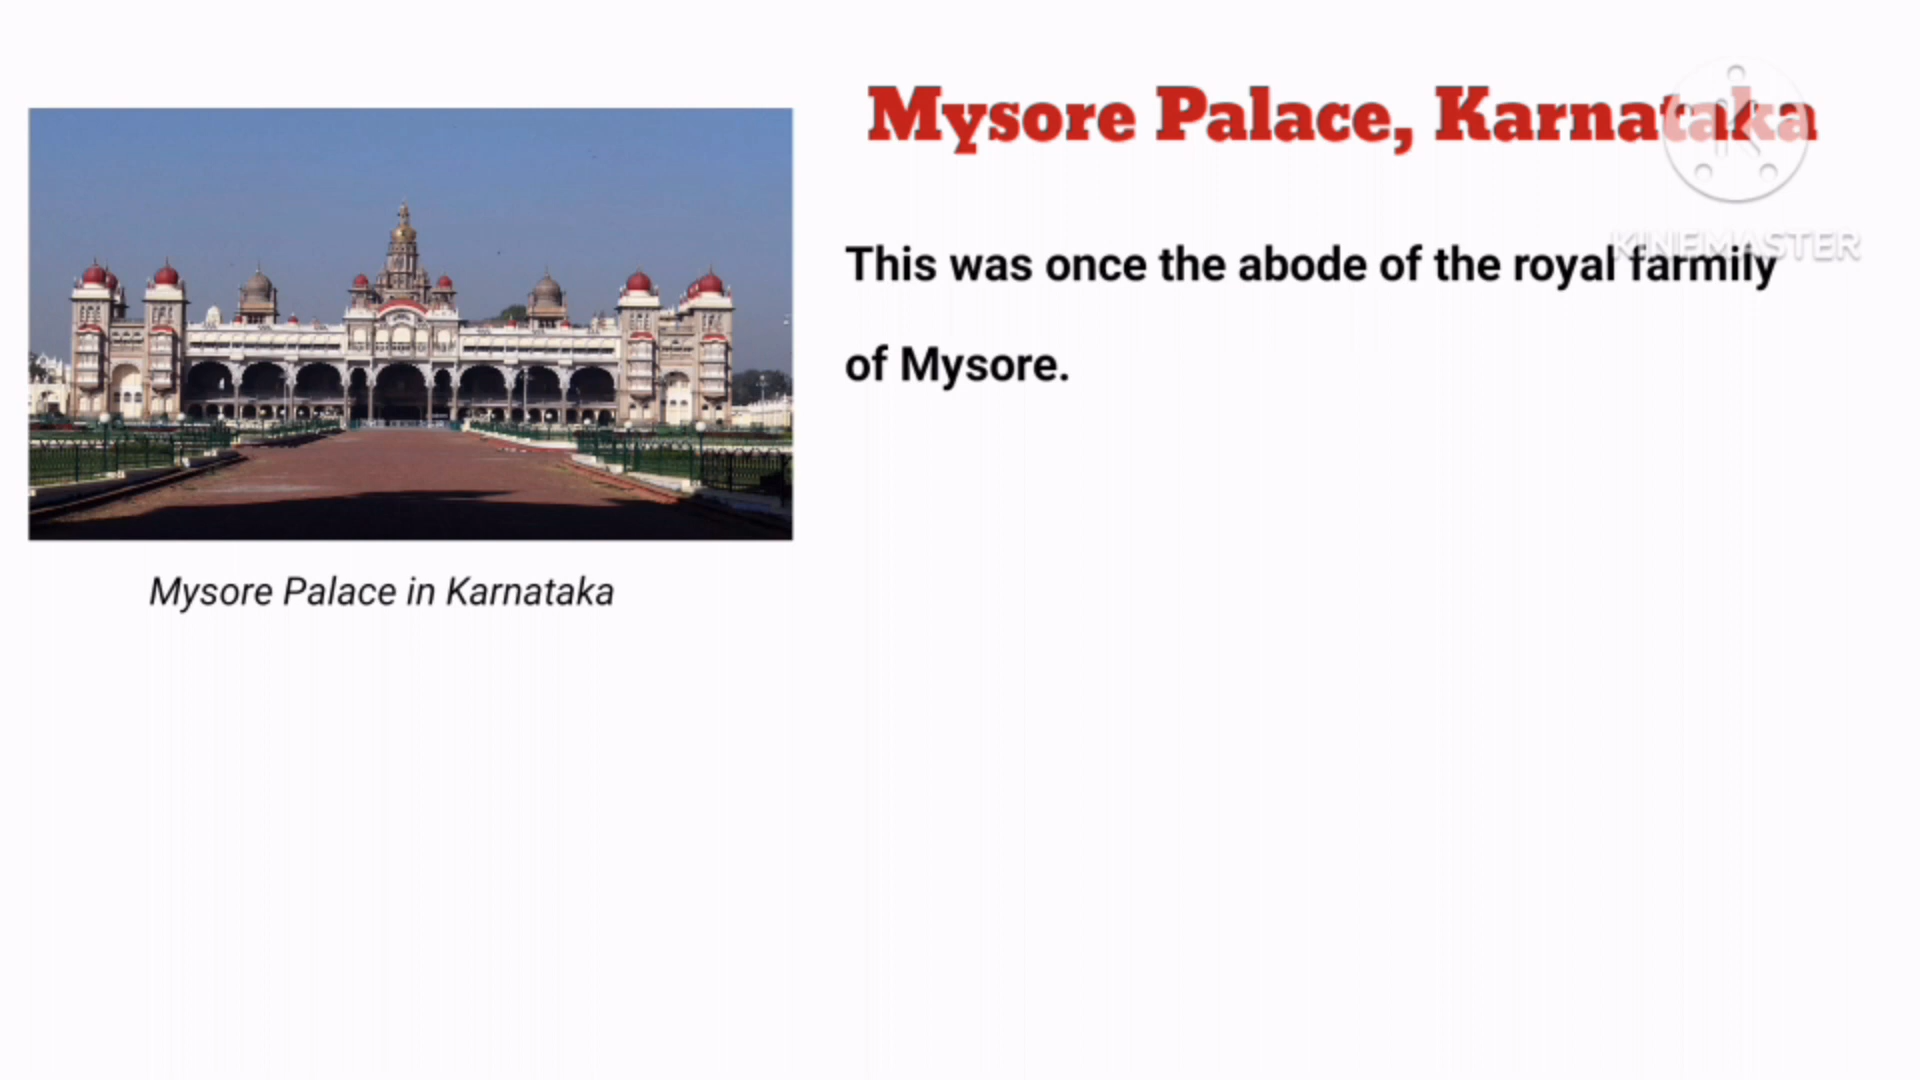 Mysore Palace, Karnataka
KINEMASTER
This was once the abode of the royal farmily
of Mysore.
Mysore Palace in Karnataka